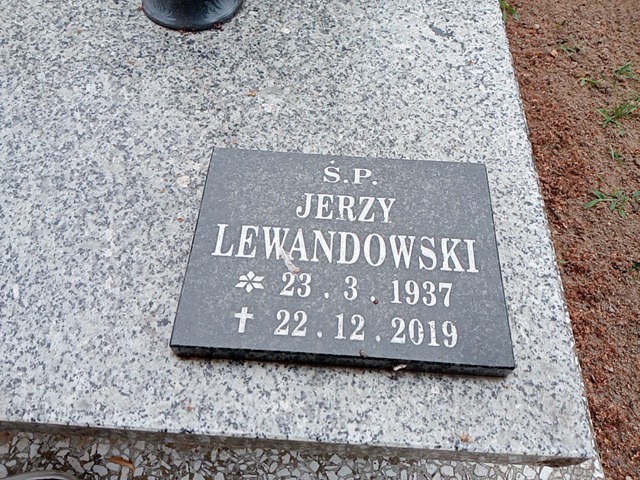 Ś.P.
JERZY
LEWANDOWSKI
23.3.1937
22.12.2019